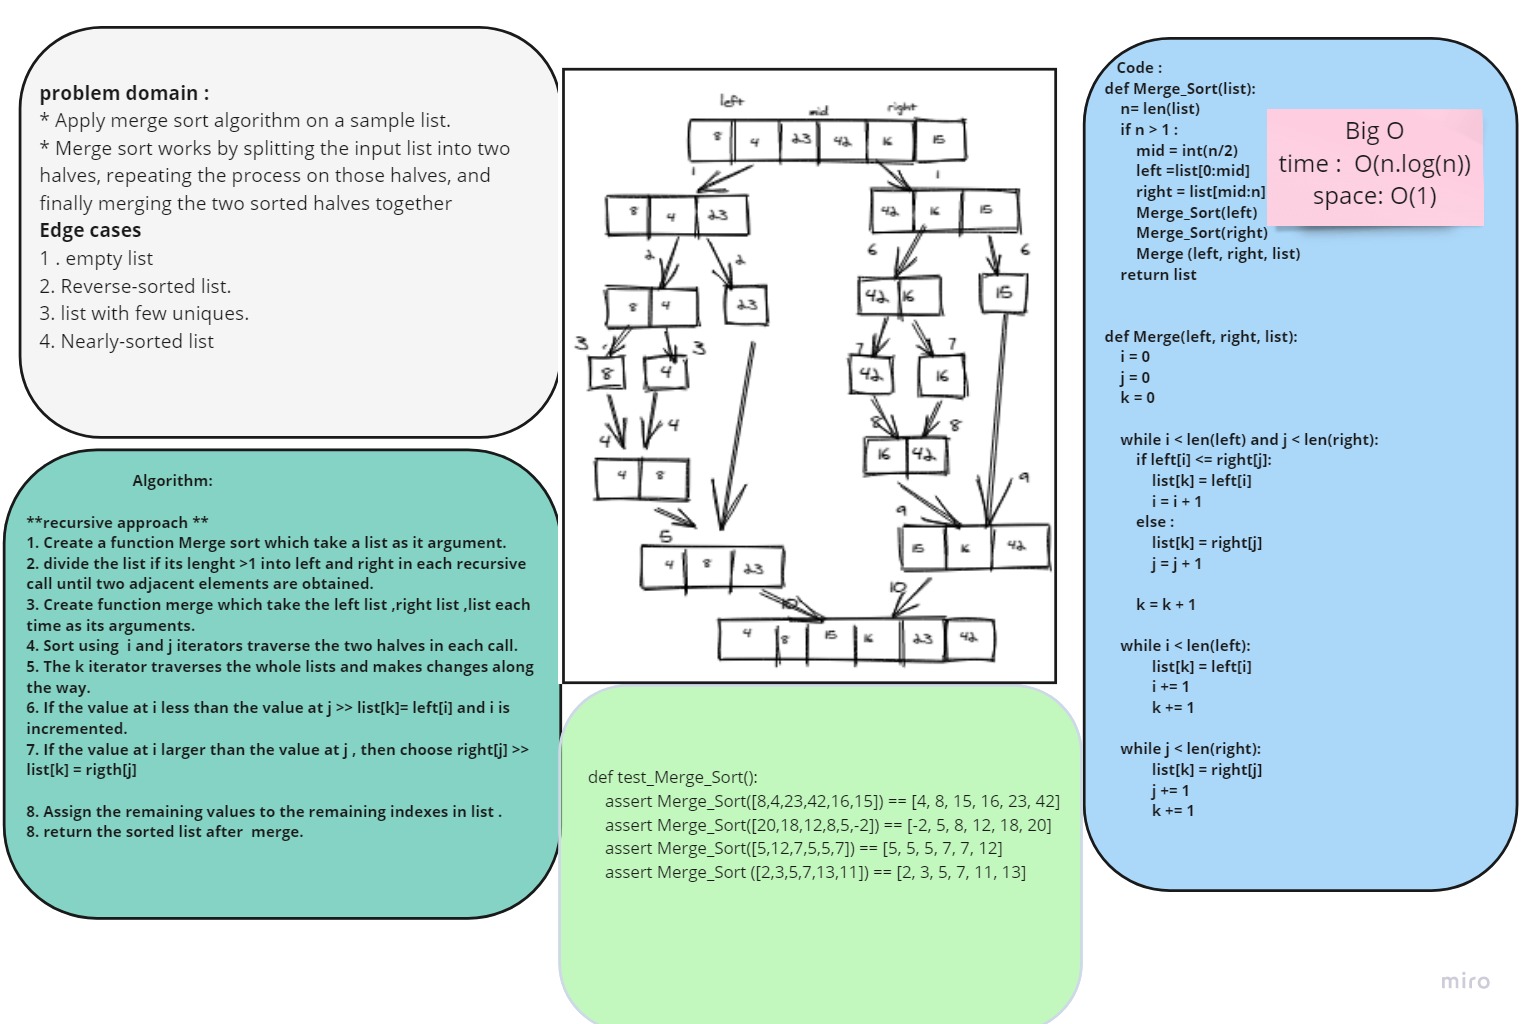 problem domain :
* Apply merge sort algorithm on a sample list.
* Merge sort works by splitting the input list into two
halves, repeating the process on those halves, and
finally merging the two sorted halves together
Edge cases
1 . empty list
2. Reverse-sorted list.
3. list with few uniques.
4. Nearly-sorted list
Algorithm:
**recursive approach **
1. Create a function Merge sort which take a list as it argument.
2. divide the list if its lenght >1 into left and right in each recursive
call until two adjacent elements are obtained.
3. Create function merge which take the left list ,right list ,list each
time as its arguments.
4. Sort using  i and j iterators traverse the two halves in each call.
5. The k iterator traverses the whole lists and makes changes along
the way.
6. If the value at i less than the value at j >> list[k]= left[i] and i is
incremented.
7. If the value at i larger than the value at j , then choose right[j] >>
list[k] = rigth[j]
8. Assign the remaining values to the remaining indexes in list .
8. return the sorted list after  merge.
left mid right
8 4 23 42 16 15
1 1
8 4 23 42 16 15
2 2 6 6
8 4 23 42 16 15
3 3 7 7
8 4 42 16
4 4 8 8
4 8 16 42
5 9 9
4 8 23 15 16 42
10 10
4 8 15 16 23 42
def test_Merge_Sort():
assert Merge_Sort([8,4,23,42,16,15]) == [4, 8, 15, 16, 23, 42]
assert Merge_Sort([20,18,12,8,5,-2]) == [-2, 5, 8, 12, 18, 20]
assert Merge_Sort([5,12,7,5,5,7]) == [5, 5, 5, 7, 7, 12]
assert Merge_Sort ([2,3,5,7,13,11]) == [2, 3, 5, 7, 11, 13]
Code :
def Merge_Sort(list):
n= len(list)
if n > 1 :
mid = int(n/2)
left =list[0:mid]
right = list[mid:n]
Merge_Sort(left)
Merge_Sort(right)
Merge (left, right, list)
return list
def Merge(left, right, list):
i = 0
j = 0
k = 0
while i < len(left) and j < len(right):
if left[i] <= right[j]:
list[k] = left[i]
i = i + 1
else :
list[k] = right[j]
j = j + 1
k = k + 1
while i < len(left):
list[k] = left[i]
i += 1
k += 1
while j < len(right):
list[k] = right[j]
j += 1
k += 1
Big O
time :  O(n.log(n))
space: O(1)
miro